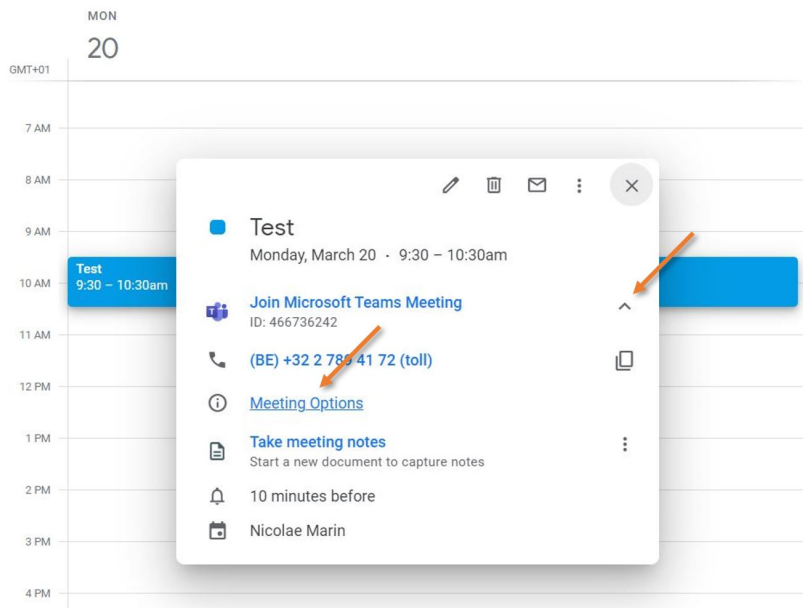 MON
20
GMT+01
7 AM
8 AM
9 AM
10 AM
11 AM
12 PM
1 PM
2 PM
3 PM
4 PM
Test
9:30 – 10:30am
Test
Monday, March 20 · 9:30 – 10:30am
Join Microsoft Teams Meeting
ID: 466736242
(BE) +32 2 789 41 72 (toll)
Meeting Options
Take meeting notes
Start a new document to capture notes
10 minutes before
Nicolae Marin